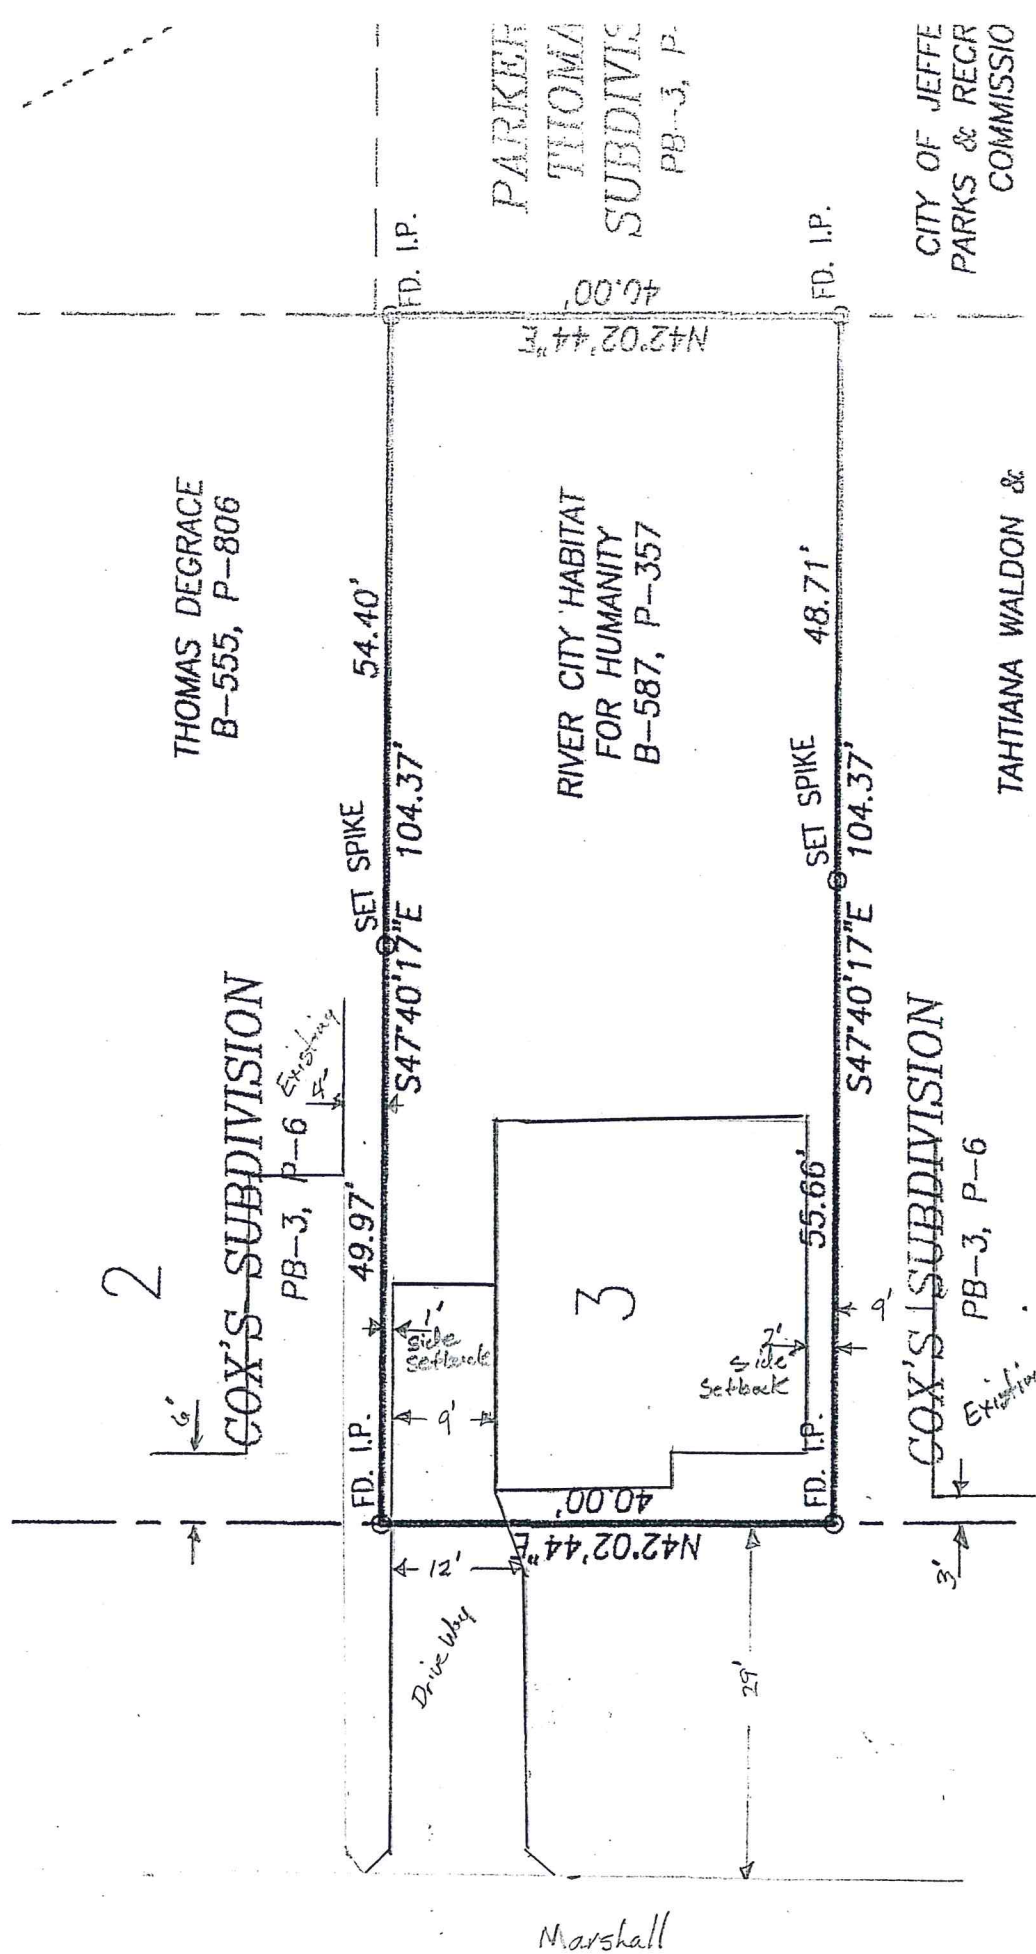 PARKER
THOMA
SUBDIVIS
PB-3, P-
CITY OF JEFFE
PARKS & RECR
COMMISSIO
FD. I.P.
FD. I.P.
40.00'
N42°02'44"E
THOMAS DEGRACE
B-555, P-806
54.40'
RIVER CITY HABITAT
FOR HUMANITY
B-587, P-357
48.71'
TAHTIANA WALDON &
SET SPIKE
S47°40'17"E 104.37'
SET SPIKE
S47°40'17"E 104.37'
2
COX'S SUBDIVISION
PB-3, P-6
Existing
4'
49.97'
1'
side
setback
9'
6'
3
55.66'
2'
side
setback
9'
COX'S SUBDIVISION
PB-3, P-6
Existin
3'
FD. I.P.
FD. I.P.
40.00'
N42°02'44"E
12'
Drive Way
29'
Marshall